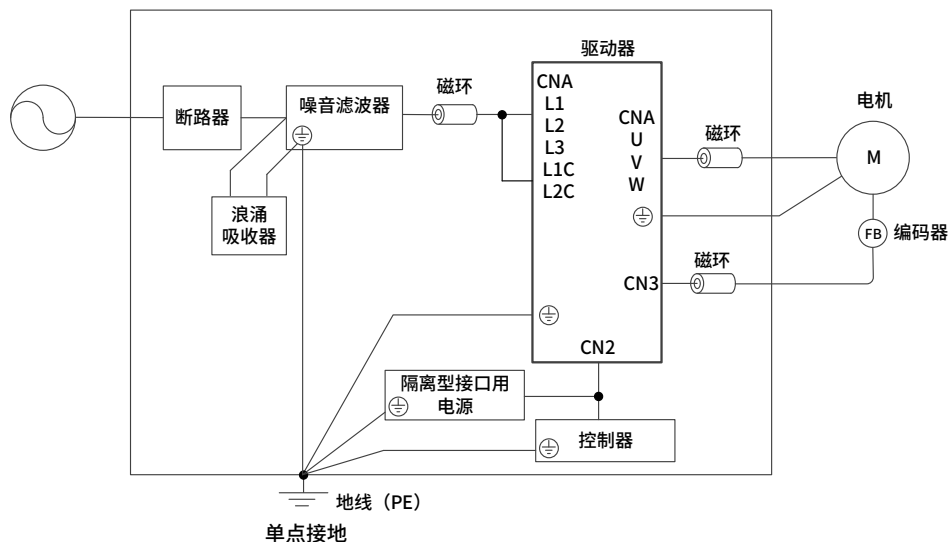 驱动器
断路器
噪音滤波器
磁环
浪涌
吸收器
CNA
L1
L2
L3
L1C
L2C
CNA
U
V
W
磁环
电机
M
FB
编码器
磁环
CN3
CN2
隔离型接口用
电源
控制器
地线（PE）
单点接地